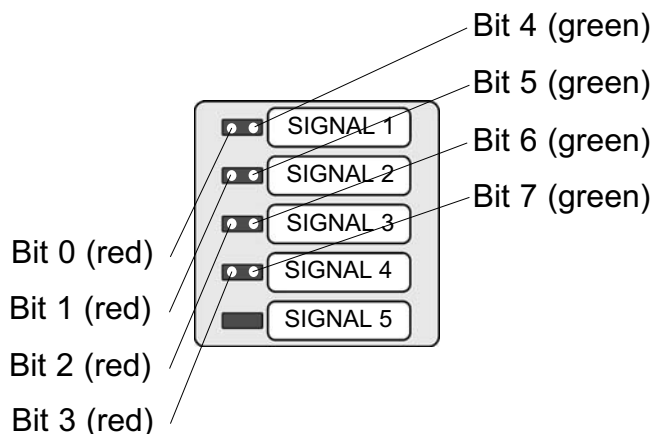 Bit 4 (green)
Bit 5 (green)
Bit 6 (green)
Bit 7 (green)
SIGNAL 1
SIGNAL 2
SIGNAL 3
SIGNAL 4
SIGNAL 5
Bit 0 (red)
Bit 1 (red)
Bit 2 (red)
Bit 3 (red)